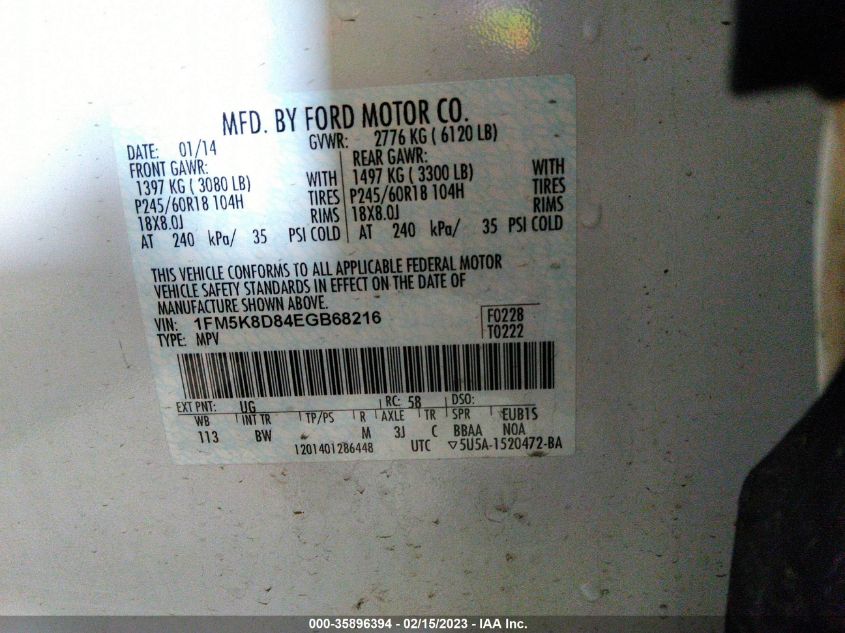 MFD. BY FORD MOTOR CO.
DATE: 01/14 GVWR: 2776 KG ( 6120 LB)
FRONT GAWR: REAR GAWR:
1397 KG ( 3080 LB) WITH 1497 KG ( 3300 LB) WITH
P245/60R18 104H TIRES P245/60R18 104H TIRES
18X8.0J RIMS 18X8.0J RIMS
AT 240 kPa/ 35 PSI COLD AT 240 kPa/ 35 PSI COLD
THIS VEHICLE CONFORMS TO ALL APPLICABLE FEDERAL MOTOR
VEHICLE SAFETY STANDARDS IN EFFECT ON THE DATE OF
MANUFACTURE SHOWN ABOVE.
VIN: 1FM5K8D84EGB68216 F0228
TYPE: MPV T0222
EXT PNT: UG RC: 58 DSO:
WB INT TR TP/PS R AXLE TR SPR EUB1S
113 BW - M 3J C BBAA NOA
1201401286448 UTC ▽5U5A-1520472-BA
000-35896394 - 02/15/2023 - IAA Inc.